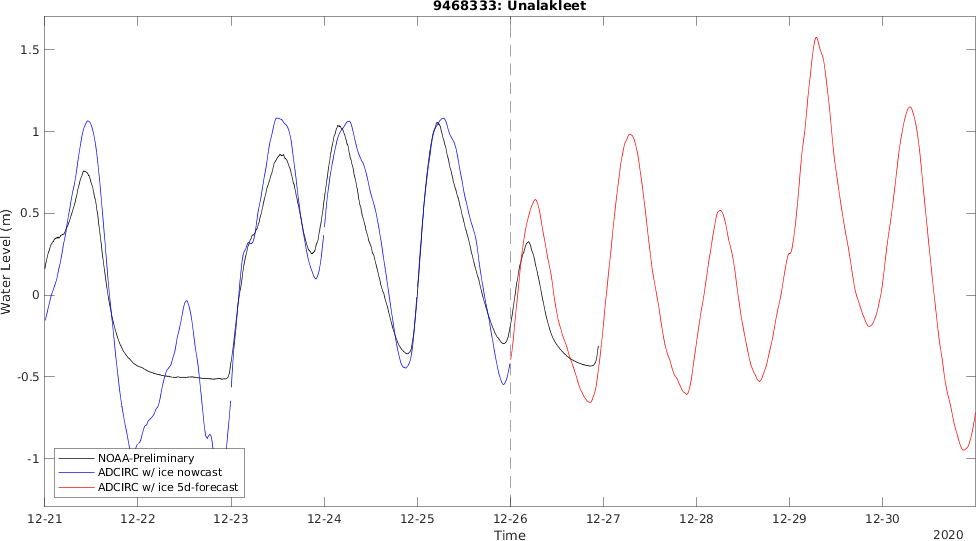 9468333: Unalakleet
Water Level (m)
1.5
1
0.5
0
-0.5
-1
NOAA-Preliminary
ADCIRC w/ ice nowcast
ADCIRC w/ ice 5d-forecast
12-21 12-22 12-23 12-24 12-25 12-26 12-27 12-28 12-29 12-30
Time
2020